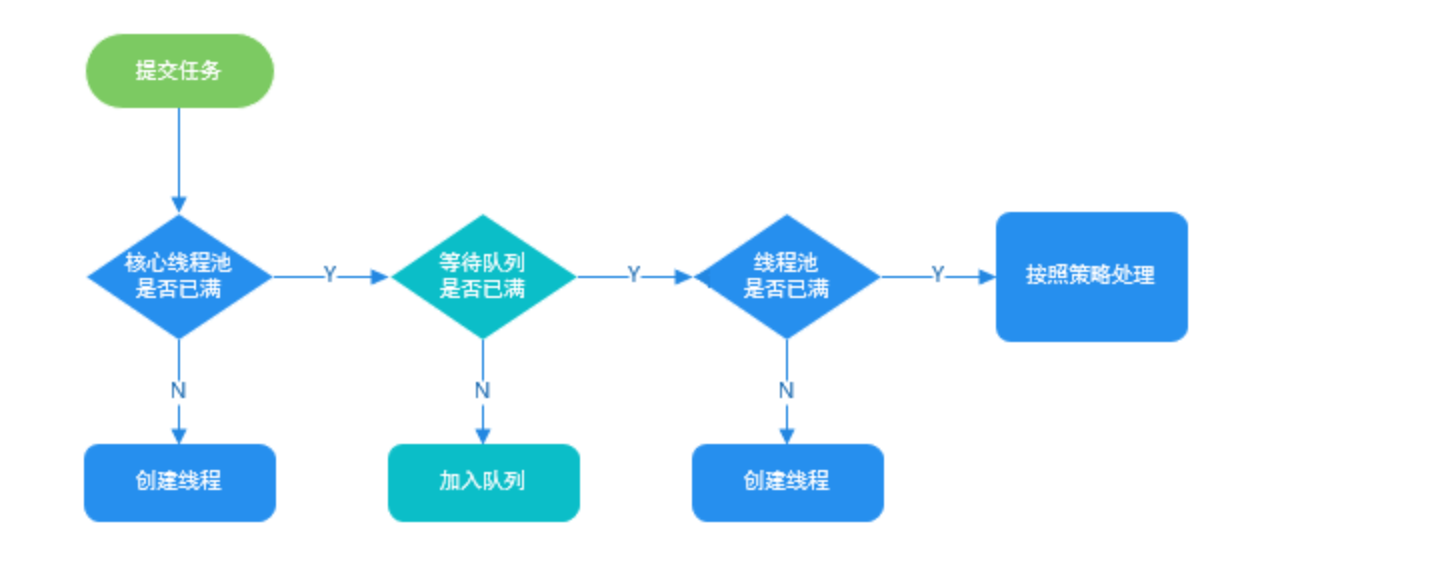 提交任务
核心线程池
是否已满
Y
等待队列
是否已满
Y
线程池
是否已满
Y
按照策略处理
N
N
N
创建线程
加入队列
创建线程